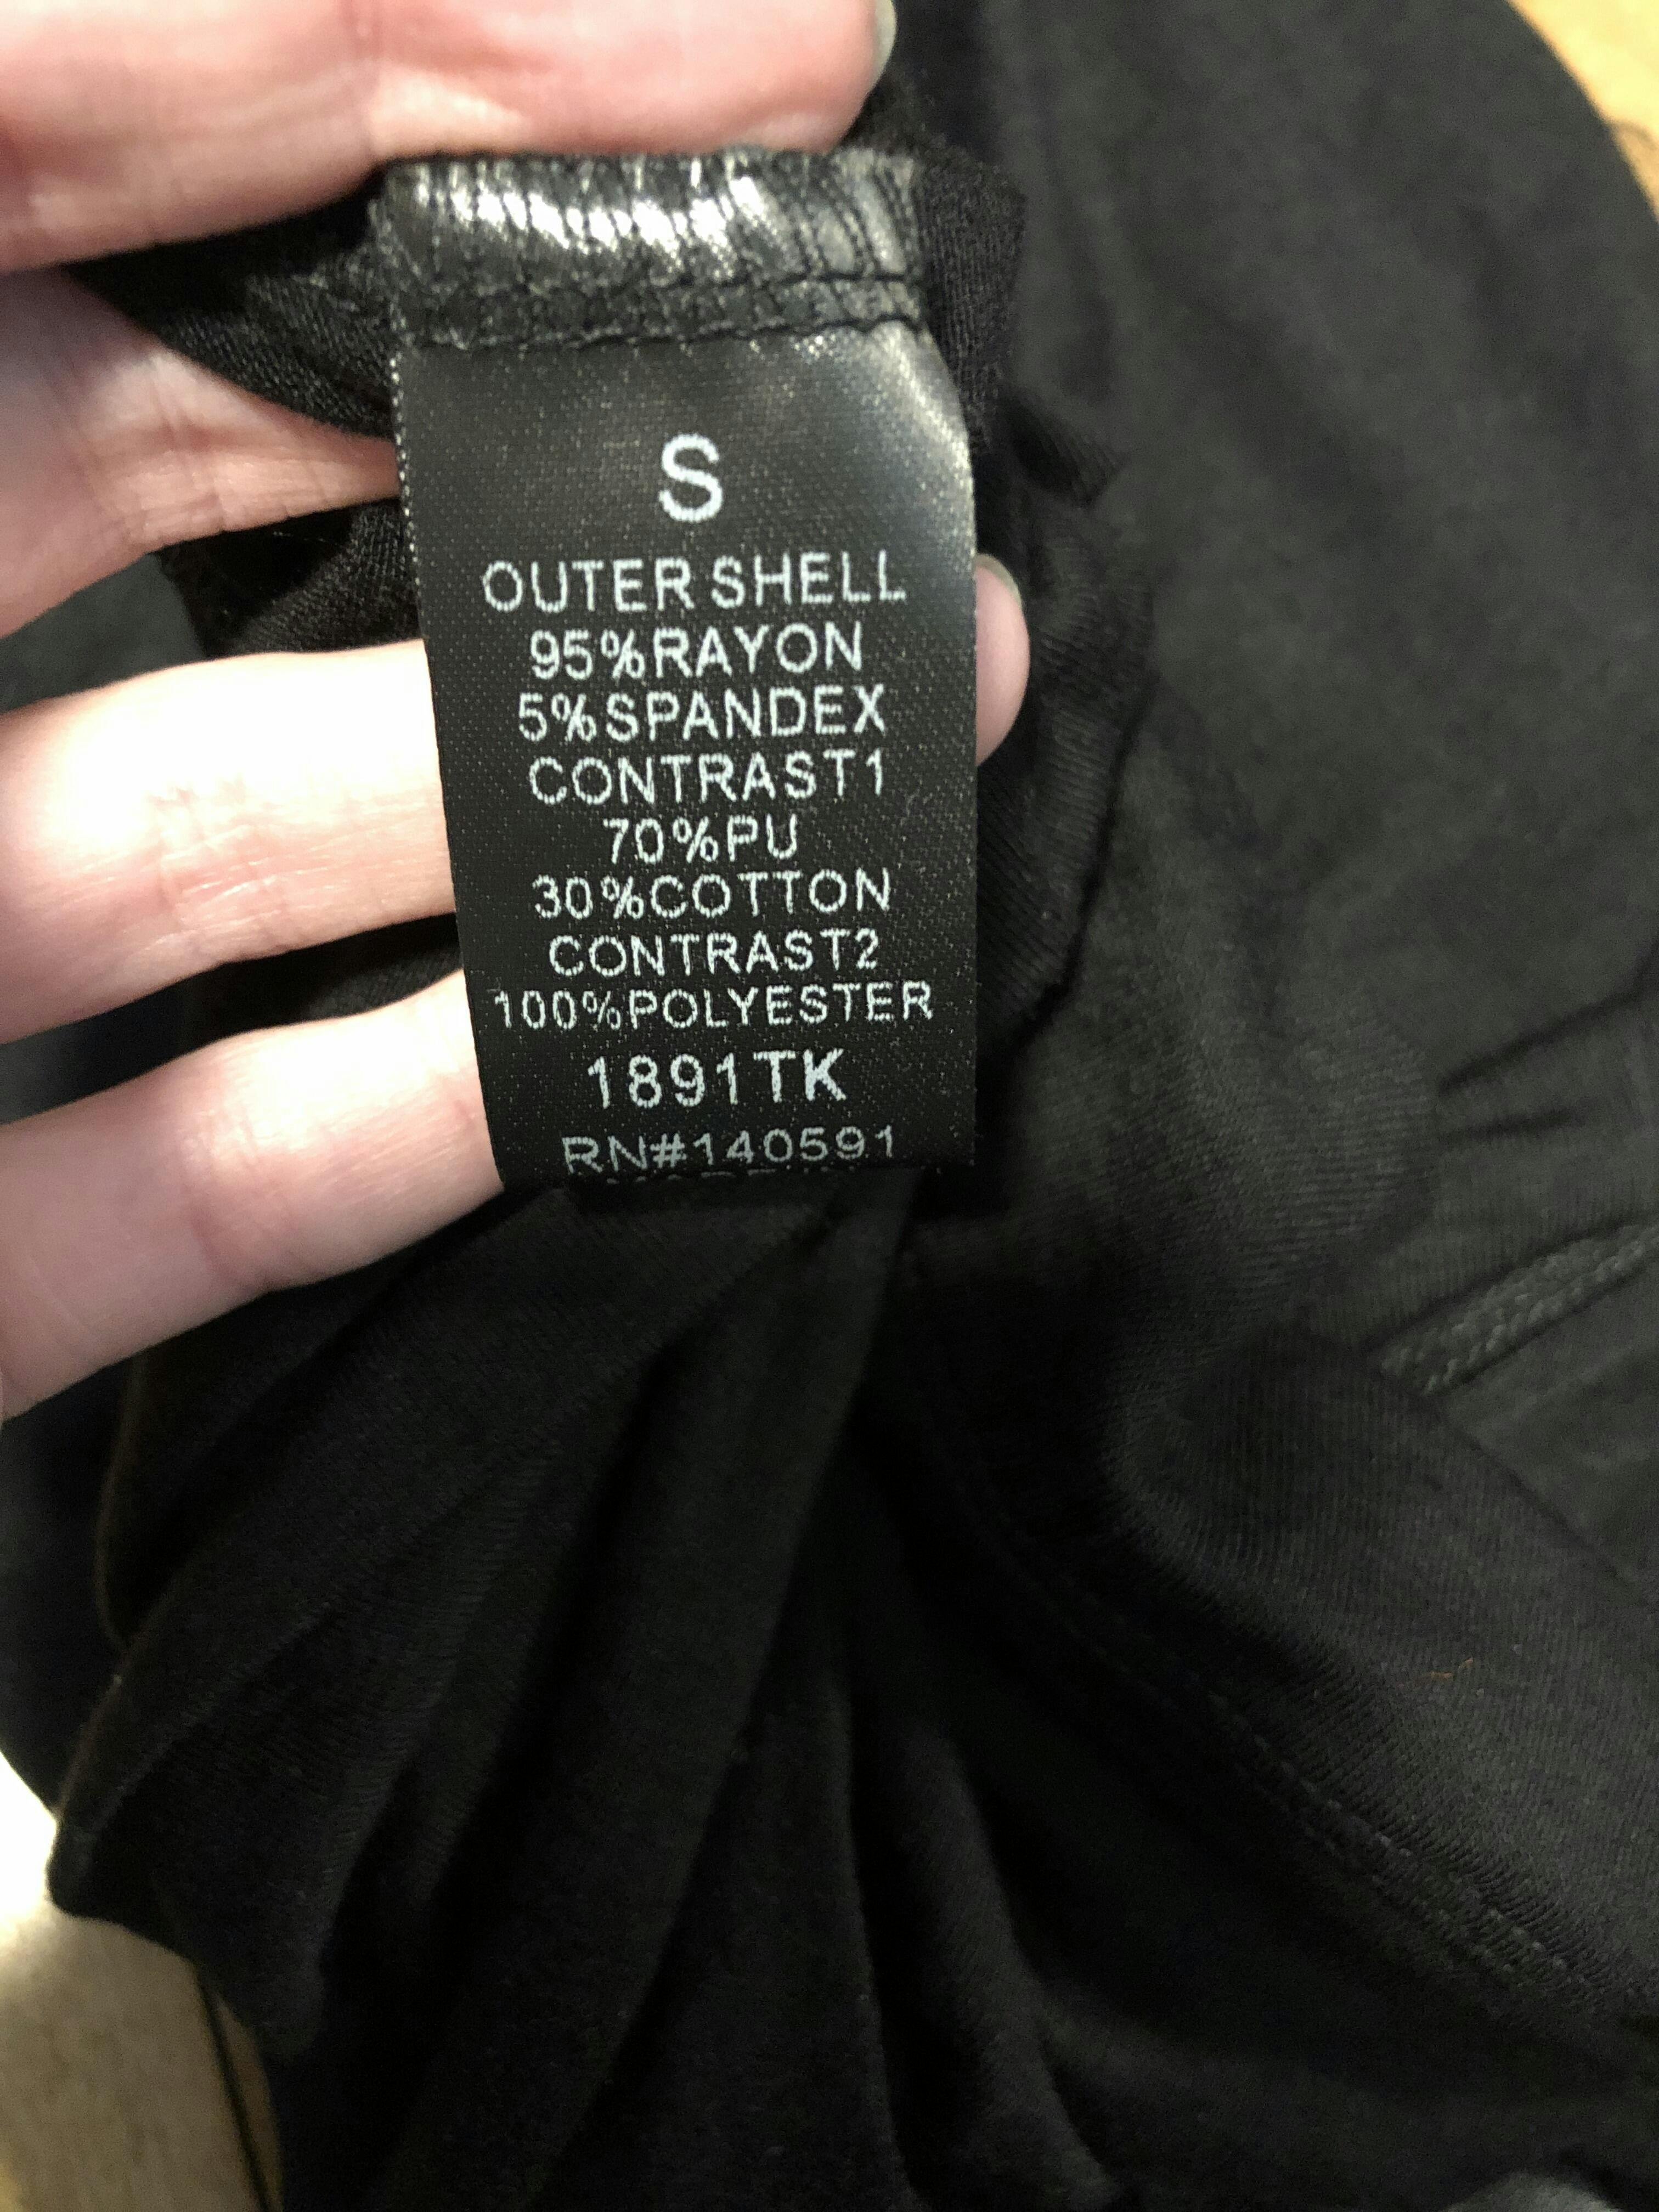 S
OUTER SHELL
95%RAYON
5%SPANDEX
CONTRAST1
70%PU
30%COTTON
CONTRAST2
100%POLYESTER
1891TK
RN#140591